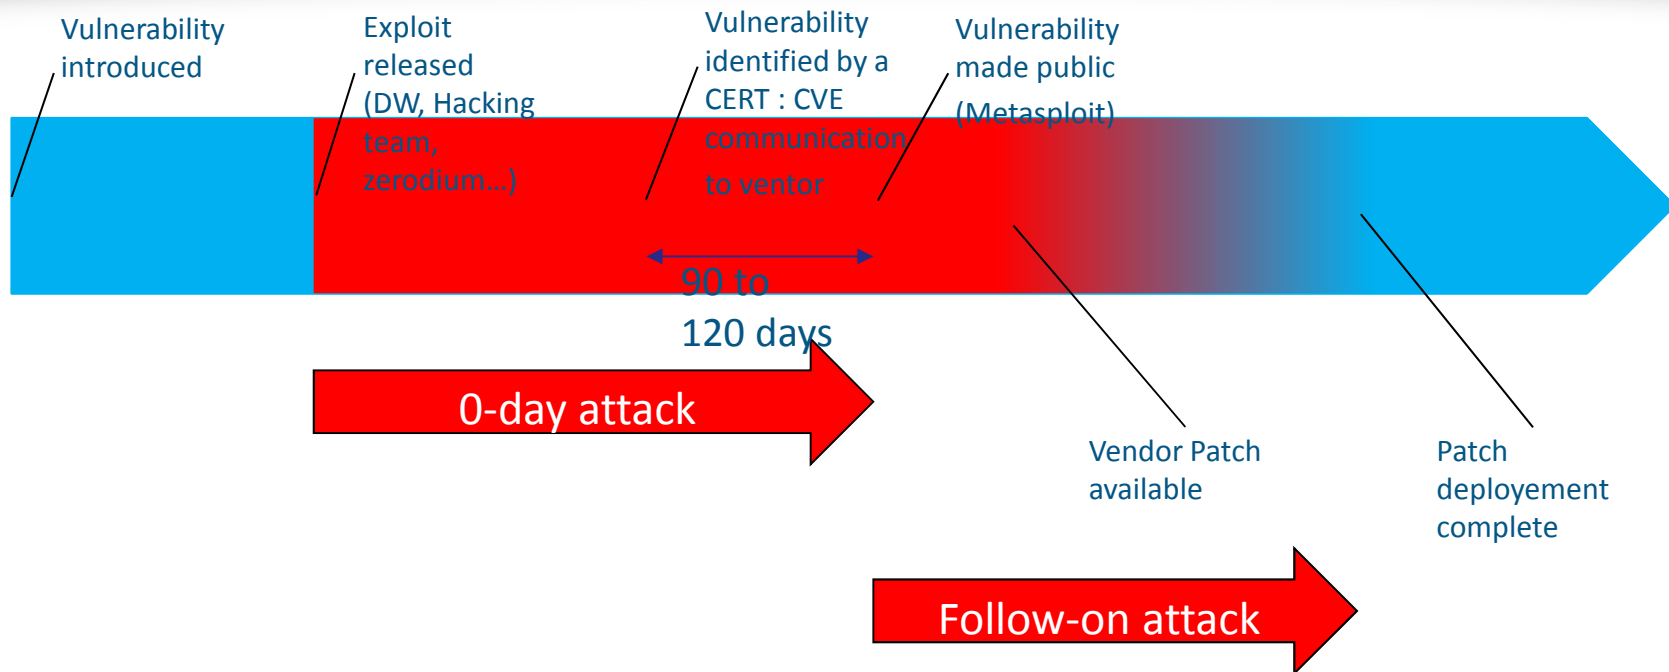 Vulnerability
introduced
Exploit
released
(DW, Hacking
team,
zerodium...)
Vulnerability
identified by a
CERT : CVE
communication
to ventor
Vulnerability
made public
(Metasploit)
90 to
120 days
0-day attack
Vendor Patch
available
Patch
deployement
complete
Follow-on attack